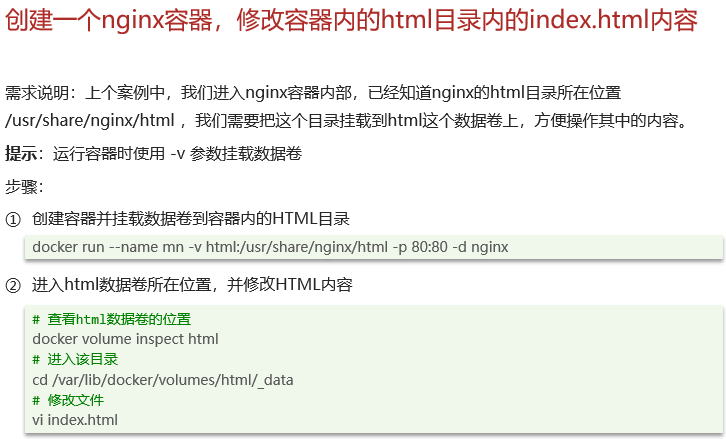 创建一个nginx容器，修改容器内的html目录内的index.html内容
需求说明：上个案例中，我们进入nginx容器内部，已经知道nginx的html目录所在位置
/usr/share/nginx/html ，我们需要把这个目录挂载到html这个数据卷上，方便操作其中的内容。
提示：运行容器时使用 -v 参数挂载数据卷
步骤：
① 创建容器并挂载数据卷到容器内的HTML目录
docker run --name mn -v html:/usr/share/nginx/html -p 80:80 -d nginx
② 进入html数据卷所在位置，并修改HTML内容
# 查看html数据卷的位置
docker volume inspect html
# 进入该目录
cd /var/lib/docker/volumes/html/_data
# 修改文件
vi index.html